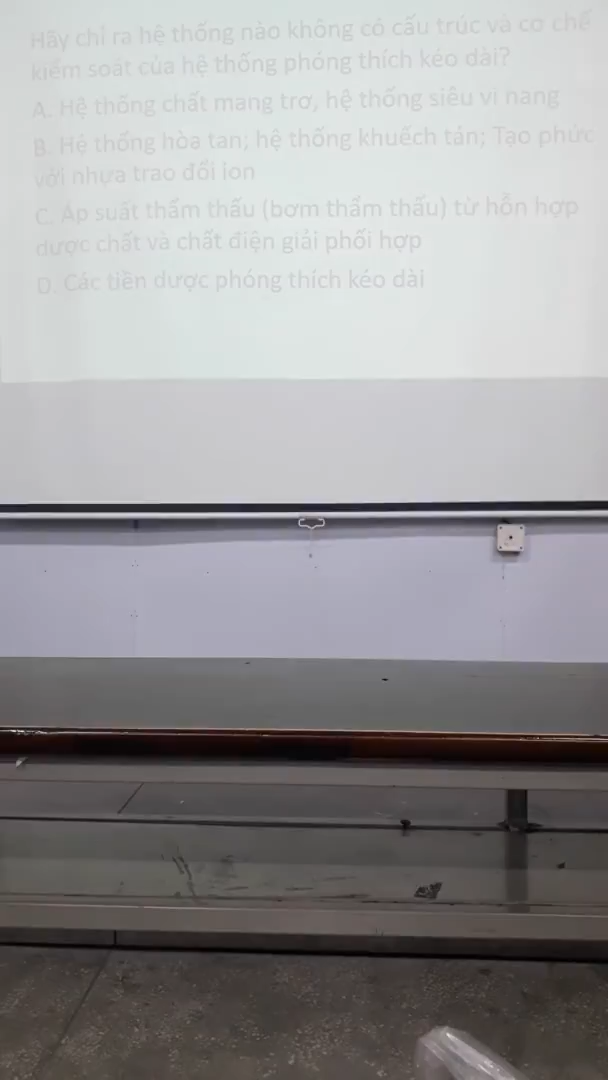 Hãy chỉ ra hệ thống nào không có cấu trúc và cơ chế
kiểm soát của hệ thống phóng thích kéo dài?
A. Hệ thống chất mang trơ, hệ thống siêu vi nang
B. Hệ thống hòa tan; hệ thống khuếch tán; Tạo phức
với nhựa trao đổi ion
C. Áp suất thẩm thấu (bơm thẩm thấu) từ hỗn hợp
dược chất và chất điện giải phối hợp
D. Các tiền dược phóng thích kéo dài